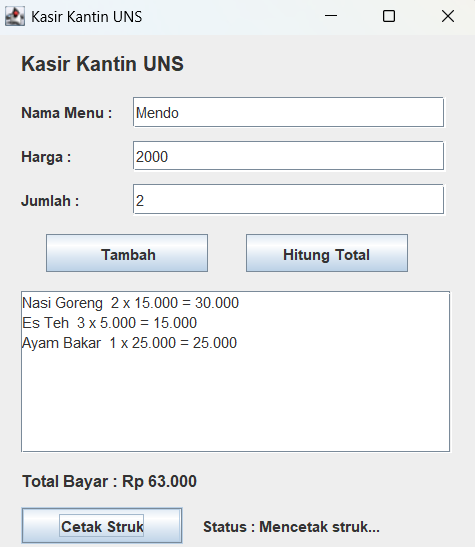 Kasir Kantin UNS
Kasir Kantin UNS
Nama Menu : Mendo
Harga : 2000
Jumlah : 2
Tambah Hitung Total
Nasi Goreng 2 x 15.000 = 30.000
Es Teh 3 x 5.000 = 15.000
Ayam Bakar 1 x 25.000 = 25.000
Total Bayar : Rp 63.000
Cetak Struk Status : Mencetak struk...